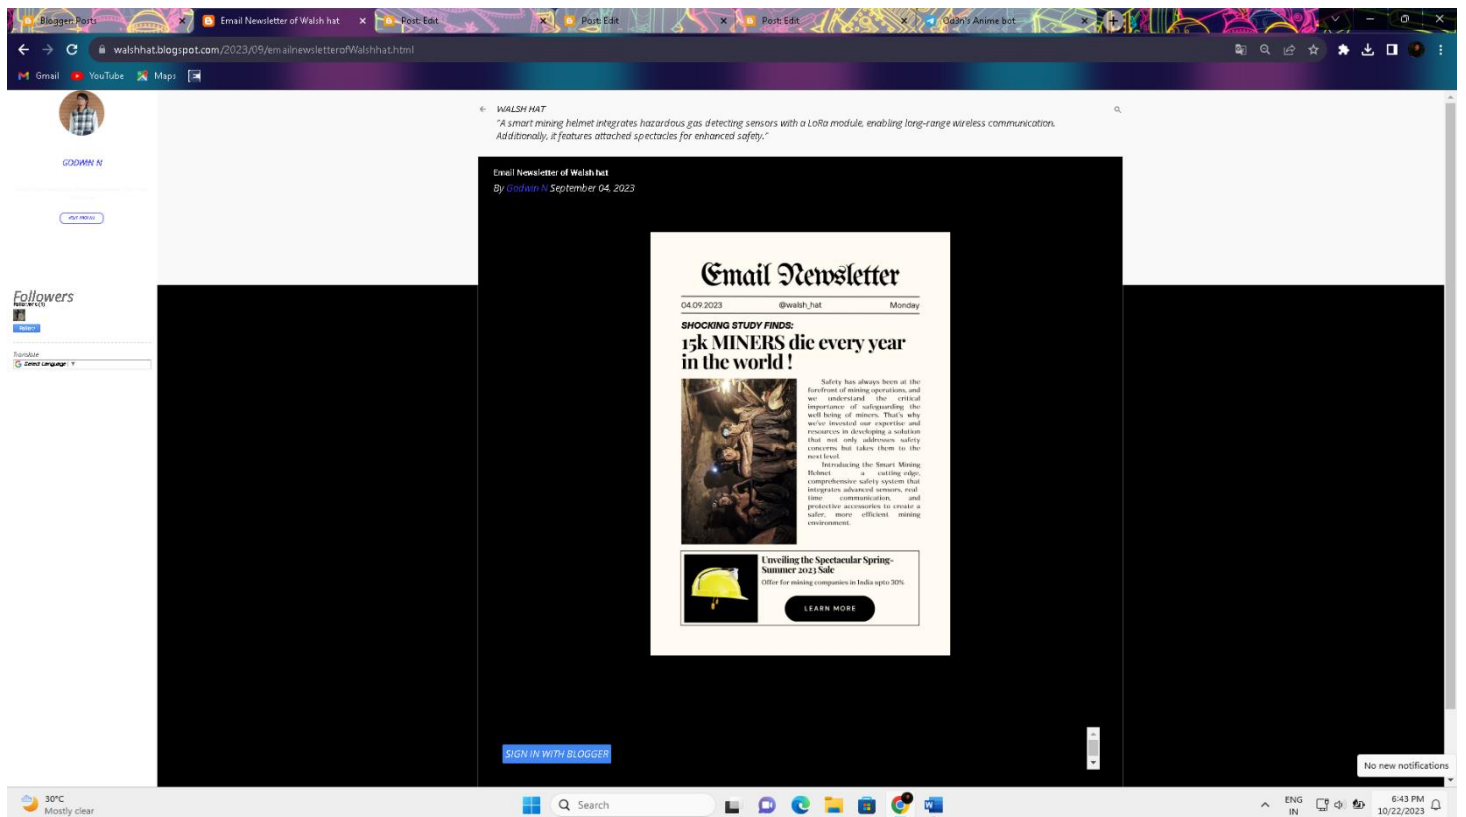 Blogger: Posts
Email Newsletter of Walsh hat
Post: Edit
Post: Edit
Post: Edit
Od3n's Anime bot
walshhat.blogspot.com/2023/09/emailnewsletterofWalshhat.html
Gmail
YouTube
Maps
GODWIN N
VISIT PROFILE
Followers
Followers (1)
Follow
Translate
Select Language
WALSH HAT
"A smart mining helmet integrates hazardous gas detecting sensors with a LoRa module, enabling long-range wireless communication.
Additionally, it features attached spectacles for enhanced safety."
Email Newsletter of Walsh hat
By Godwin N September 04, 2023
Email Newsletter
04.09.2023 @walsh_hat Monday
SHOCKING STUDY FINDS:
15k MINERS die every year
in the world !
Safety has always been at the
forefront of mining operations, and
we understand the critical
importance of safeguarding the
well-being of miners. That's why
we've invested our expertise and
resources in developing a solution
that not only addresses safety
concerns but takes them to the
next level.
Introducing the Smart Mining
Helmet a cutting-edge,
comprehensive safety system that
integrates advanced sensors, real-
time communication, and
protective accessories to create a
safer, more efficient mining
environment.
Unveiling the Spectacular Spring-
Summer 2023 Sale
Offer for mining companies in India upto 30%
LEARN MORE
SIGN IN WITH BLOGGER
No new notifications
30°C
Mostly clear
Search
ENG
IN
6:43 PM
10/22/2023